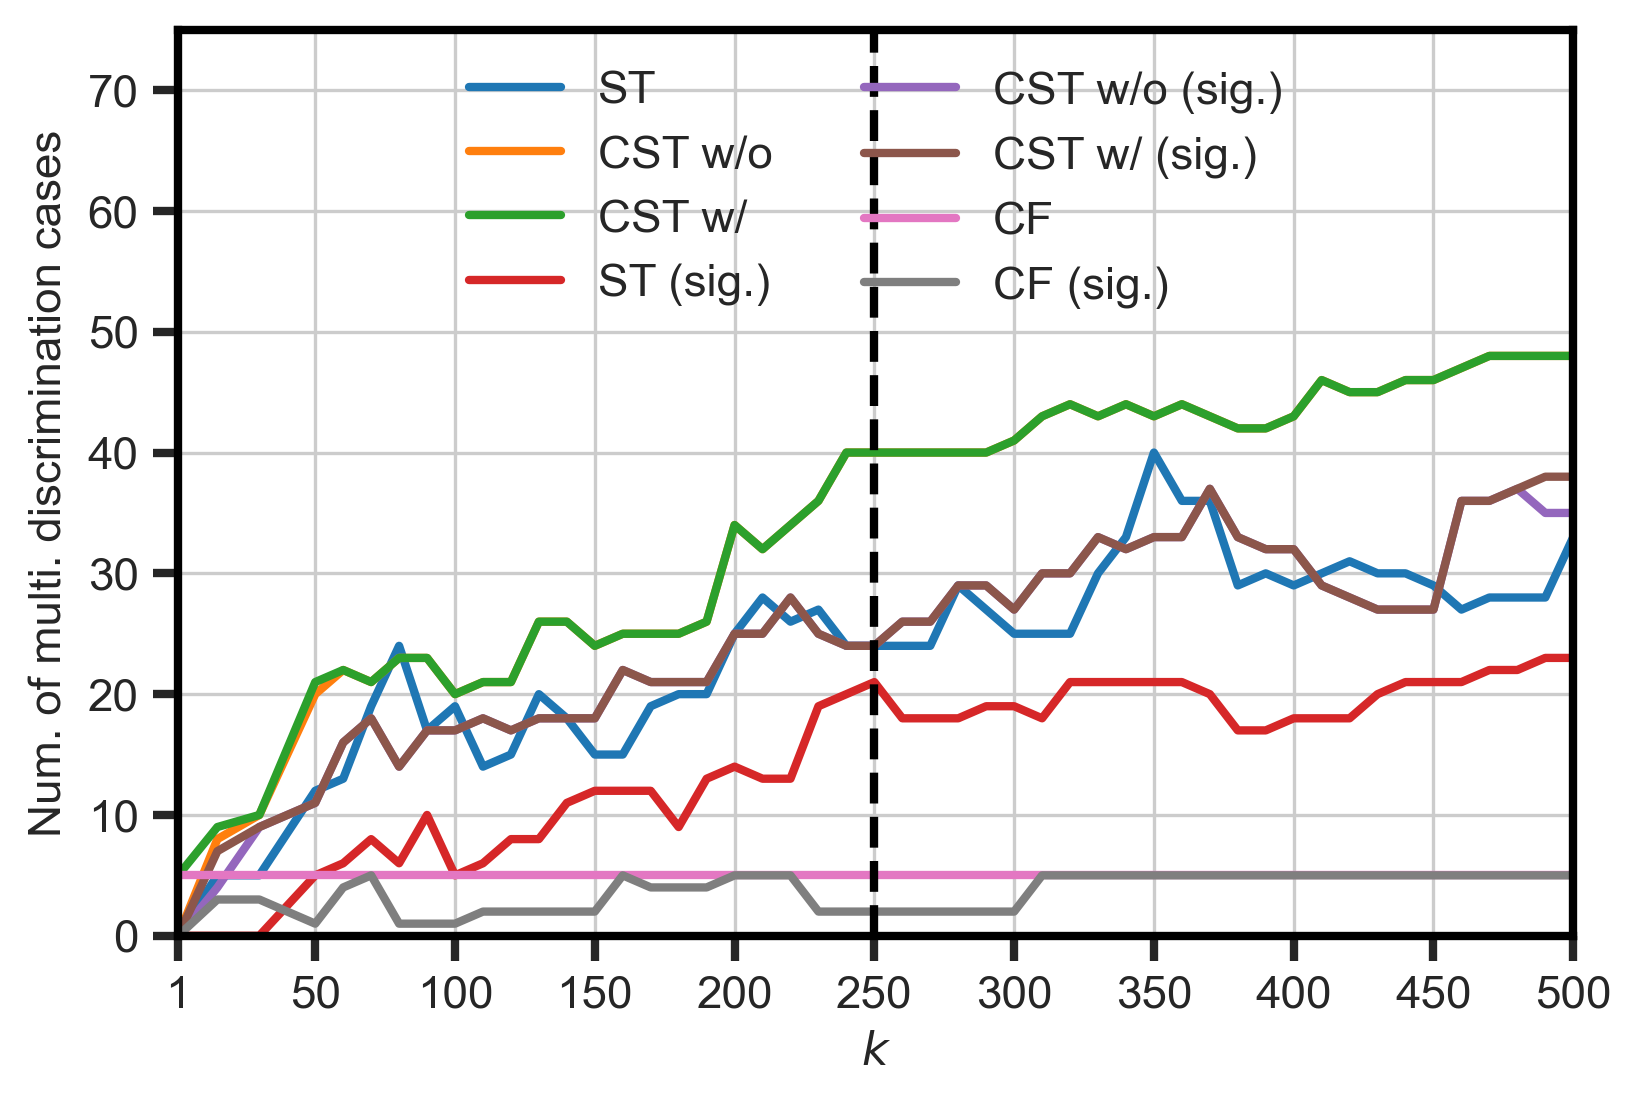 Num. of multi. discrimination cases
70
60
50
40
30
20
10
0
ST
CST w/o
CST w/
ST (sig.)
CST w/o (sig.)
CST w/ (sig.)
CF
CF (sig.)
1 50 100 150 200 250 300 350 400 450 500
k